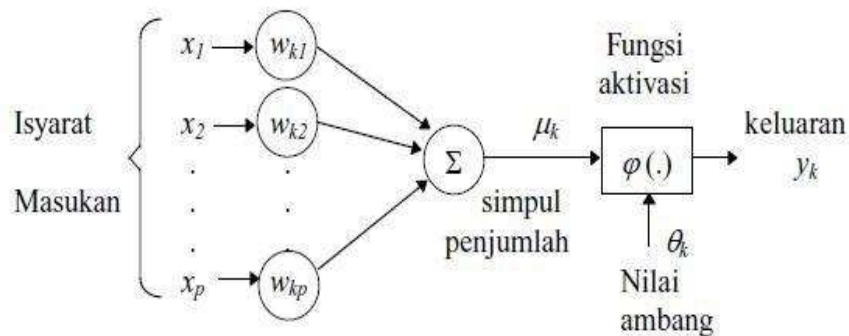 Isyarat
Masukan
x1
wk1
x2
wk2
.
.
.
.
.
.
xp
wkp
Σ
simpul
penjumlah
μk
Fungsi
aktivasi
φ(.)
θk
Nilai
ambang
keluaran
yk